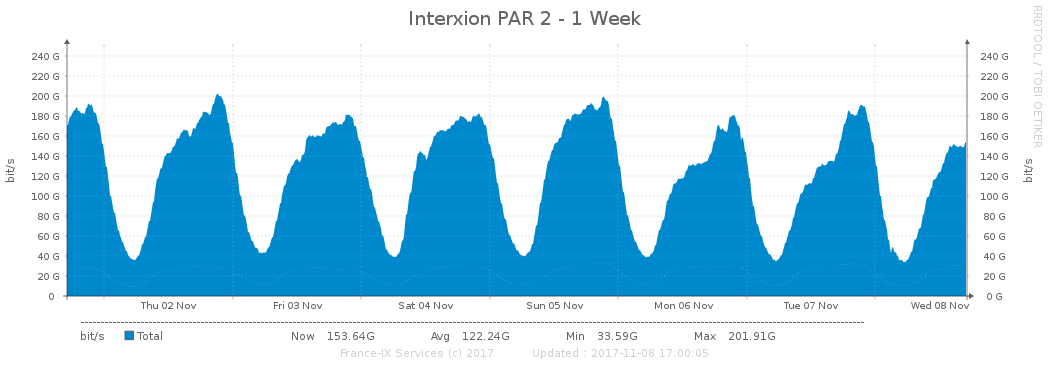 Interxion PAR 2 - 1 Week
RRDTOOL / TOBI OETIKER
240 G 240 G
220 G 220 G
200 G 200 G
180 G 180 G
160 G 160 G
140 G 140 G
120 G 120 G
100 G 100 G
80 G 80 G
60 G 60 G
40 G 40 G
20 G 20 G
0 0 G
bit/s bit/s
Thu 02 Nov Fri 03 Nov Sat 04 Nov Sun 05 Nov Mon 06 Nov Tue 07 Nov Wed 08 Nov
bit/s Total Now 153.64G Avg 122.24G Min 33.59G Max 201.91G
France-IX Services (c) 2017 Updated : 2017-11-08 17:00:05